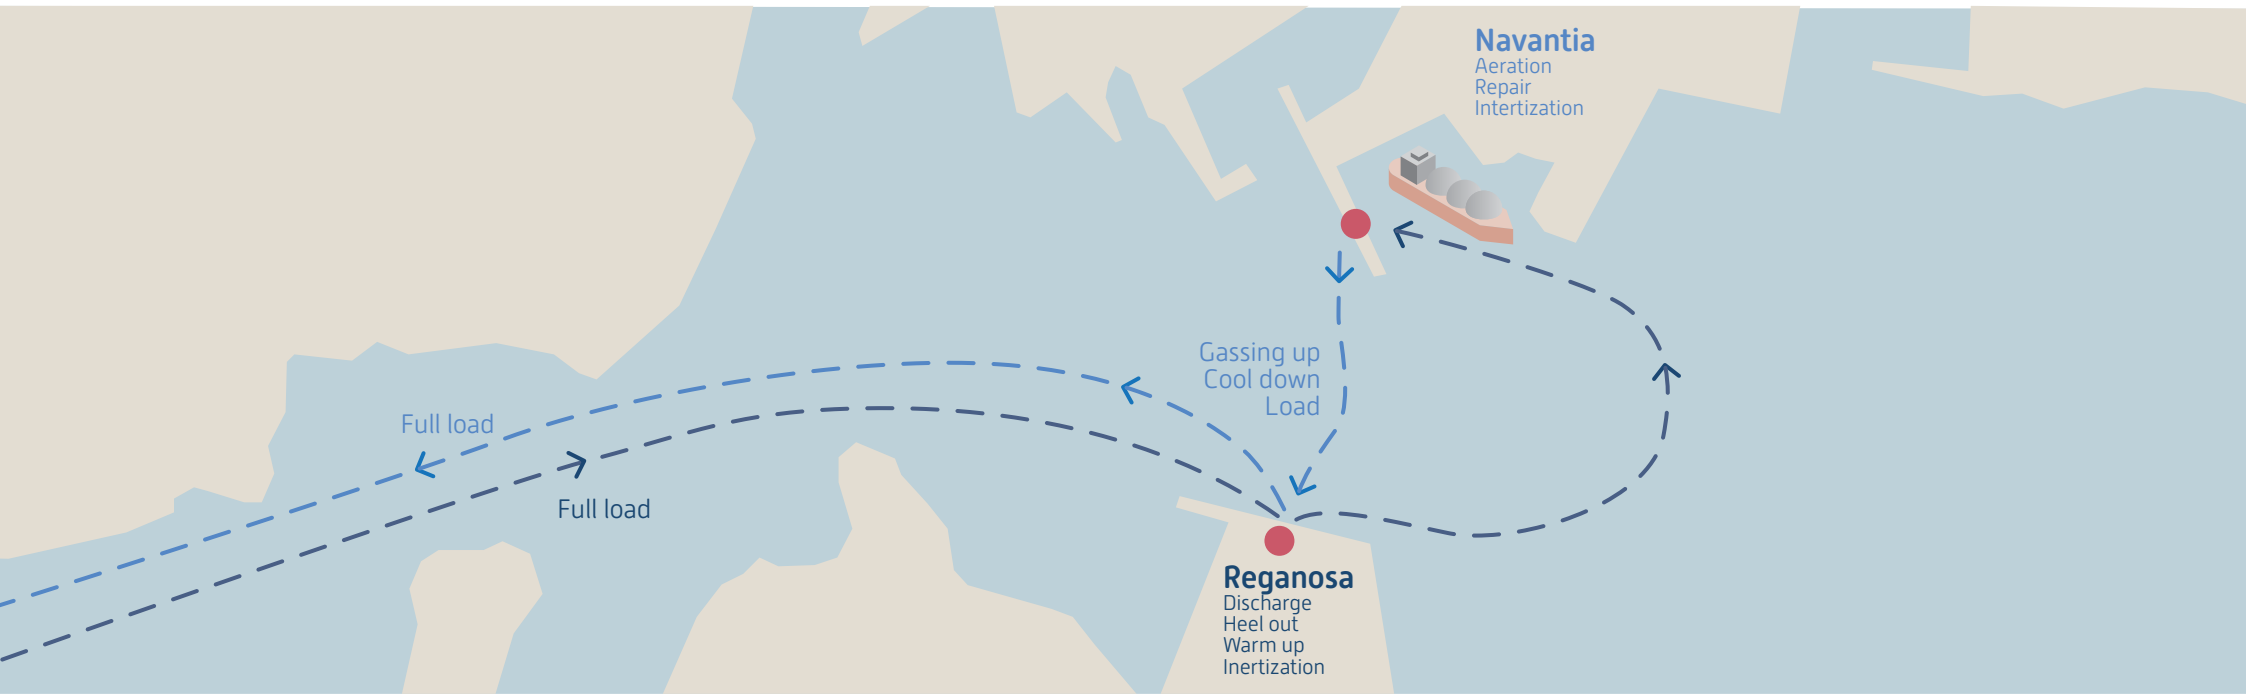 Navantia
Aeration
Repair
Intertization
Gassing up
Cool down
Load
Full load
Full load
Reganosa
Discharge
Heel out
Warm up
Inertization